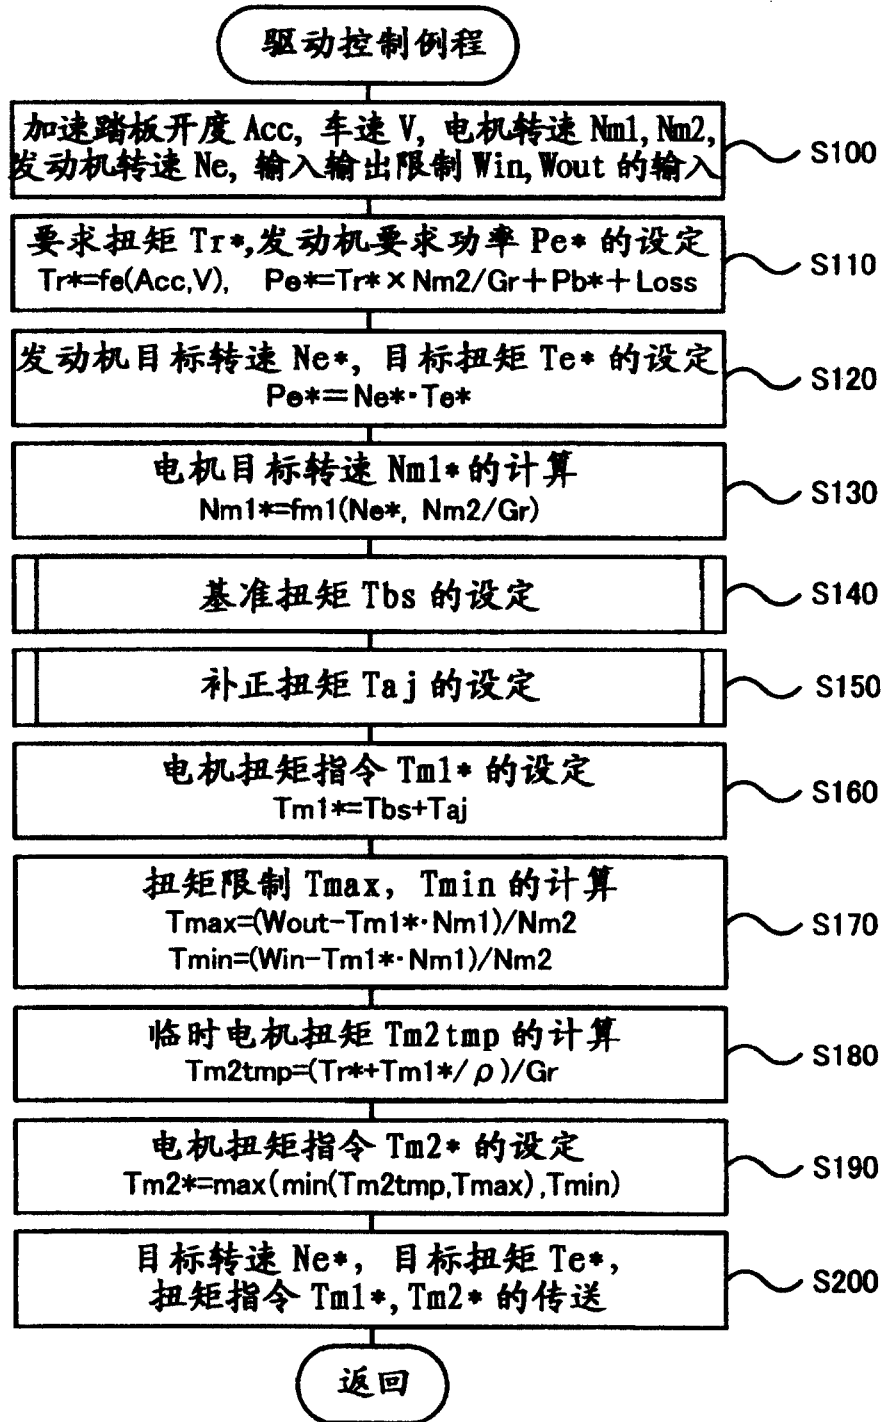 驱动控制例程
加速踏板开度 Acc, 车速 V, 电机转速 Nm1, Nm2,
发动机转速 Ne, 输入输出限制 Win, Wout 的输入
S100
要求扭矩 Tr*,发动机要求功率 Pe* 的设定
Tr*=fe(Acc,V), Pe*=Tr*×Nm2/Gr+Pb*+Loss
S110
发动机目标转速 Ne*, 目标扭矩 Te* 的设定
Pe*=Ne*·Te*
S120
电机目标转速 Nm1* 的计算
Nm1*=fm1(Ne*, Nm2/Gr)
S130
基准扭矩 Tbs 的设定
S140
补正扭矩 Taj 的设定
S150
电机扭矩指令 Tm1* 的设定
Tm1*=Tbs+Taj
S160
扭矩限制 Tmax, Tmin 的计算
Tmax=(Wout-Tm1*·Nm1)/Nm2
Tmin=(Win-Tm1*·Nm1)/Nm2
S170
临时电机扭矩 Tm2tmp 的计算
Tm2tmp=(Tr*+Tm1*/ρ)/Gr
S180
电机扭矩指令 Tm2* 的设定
Tm2*=max(min(Tm2tmp,Tmax),Tmin)
S190
目标转速 Ne*, 目标扭矩 Te*,
扭矩指令 Tm1*, Tm2* 的传送
S200
返回